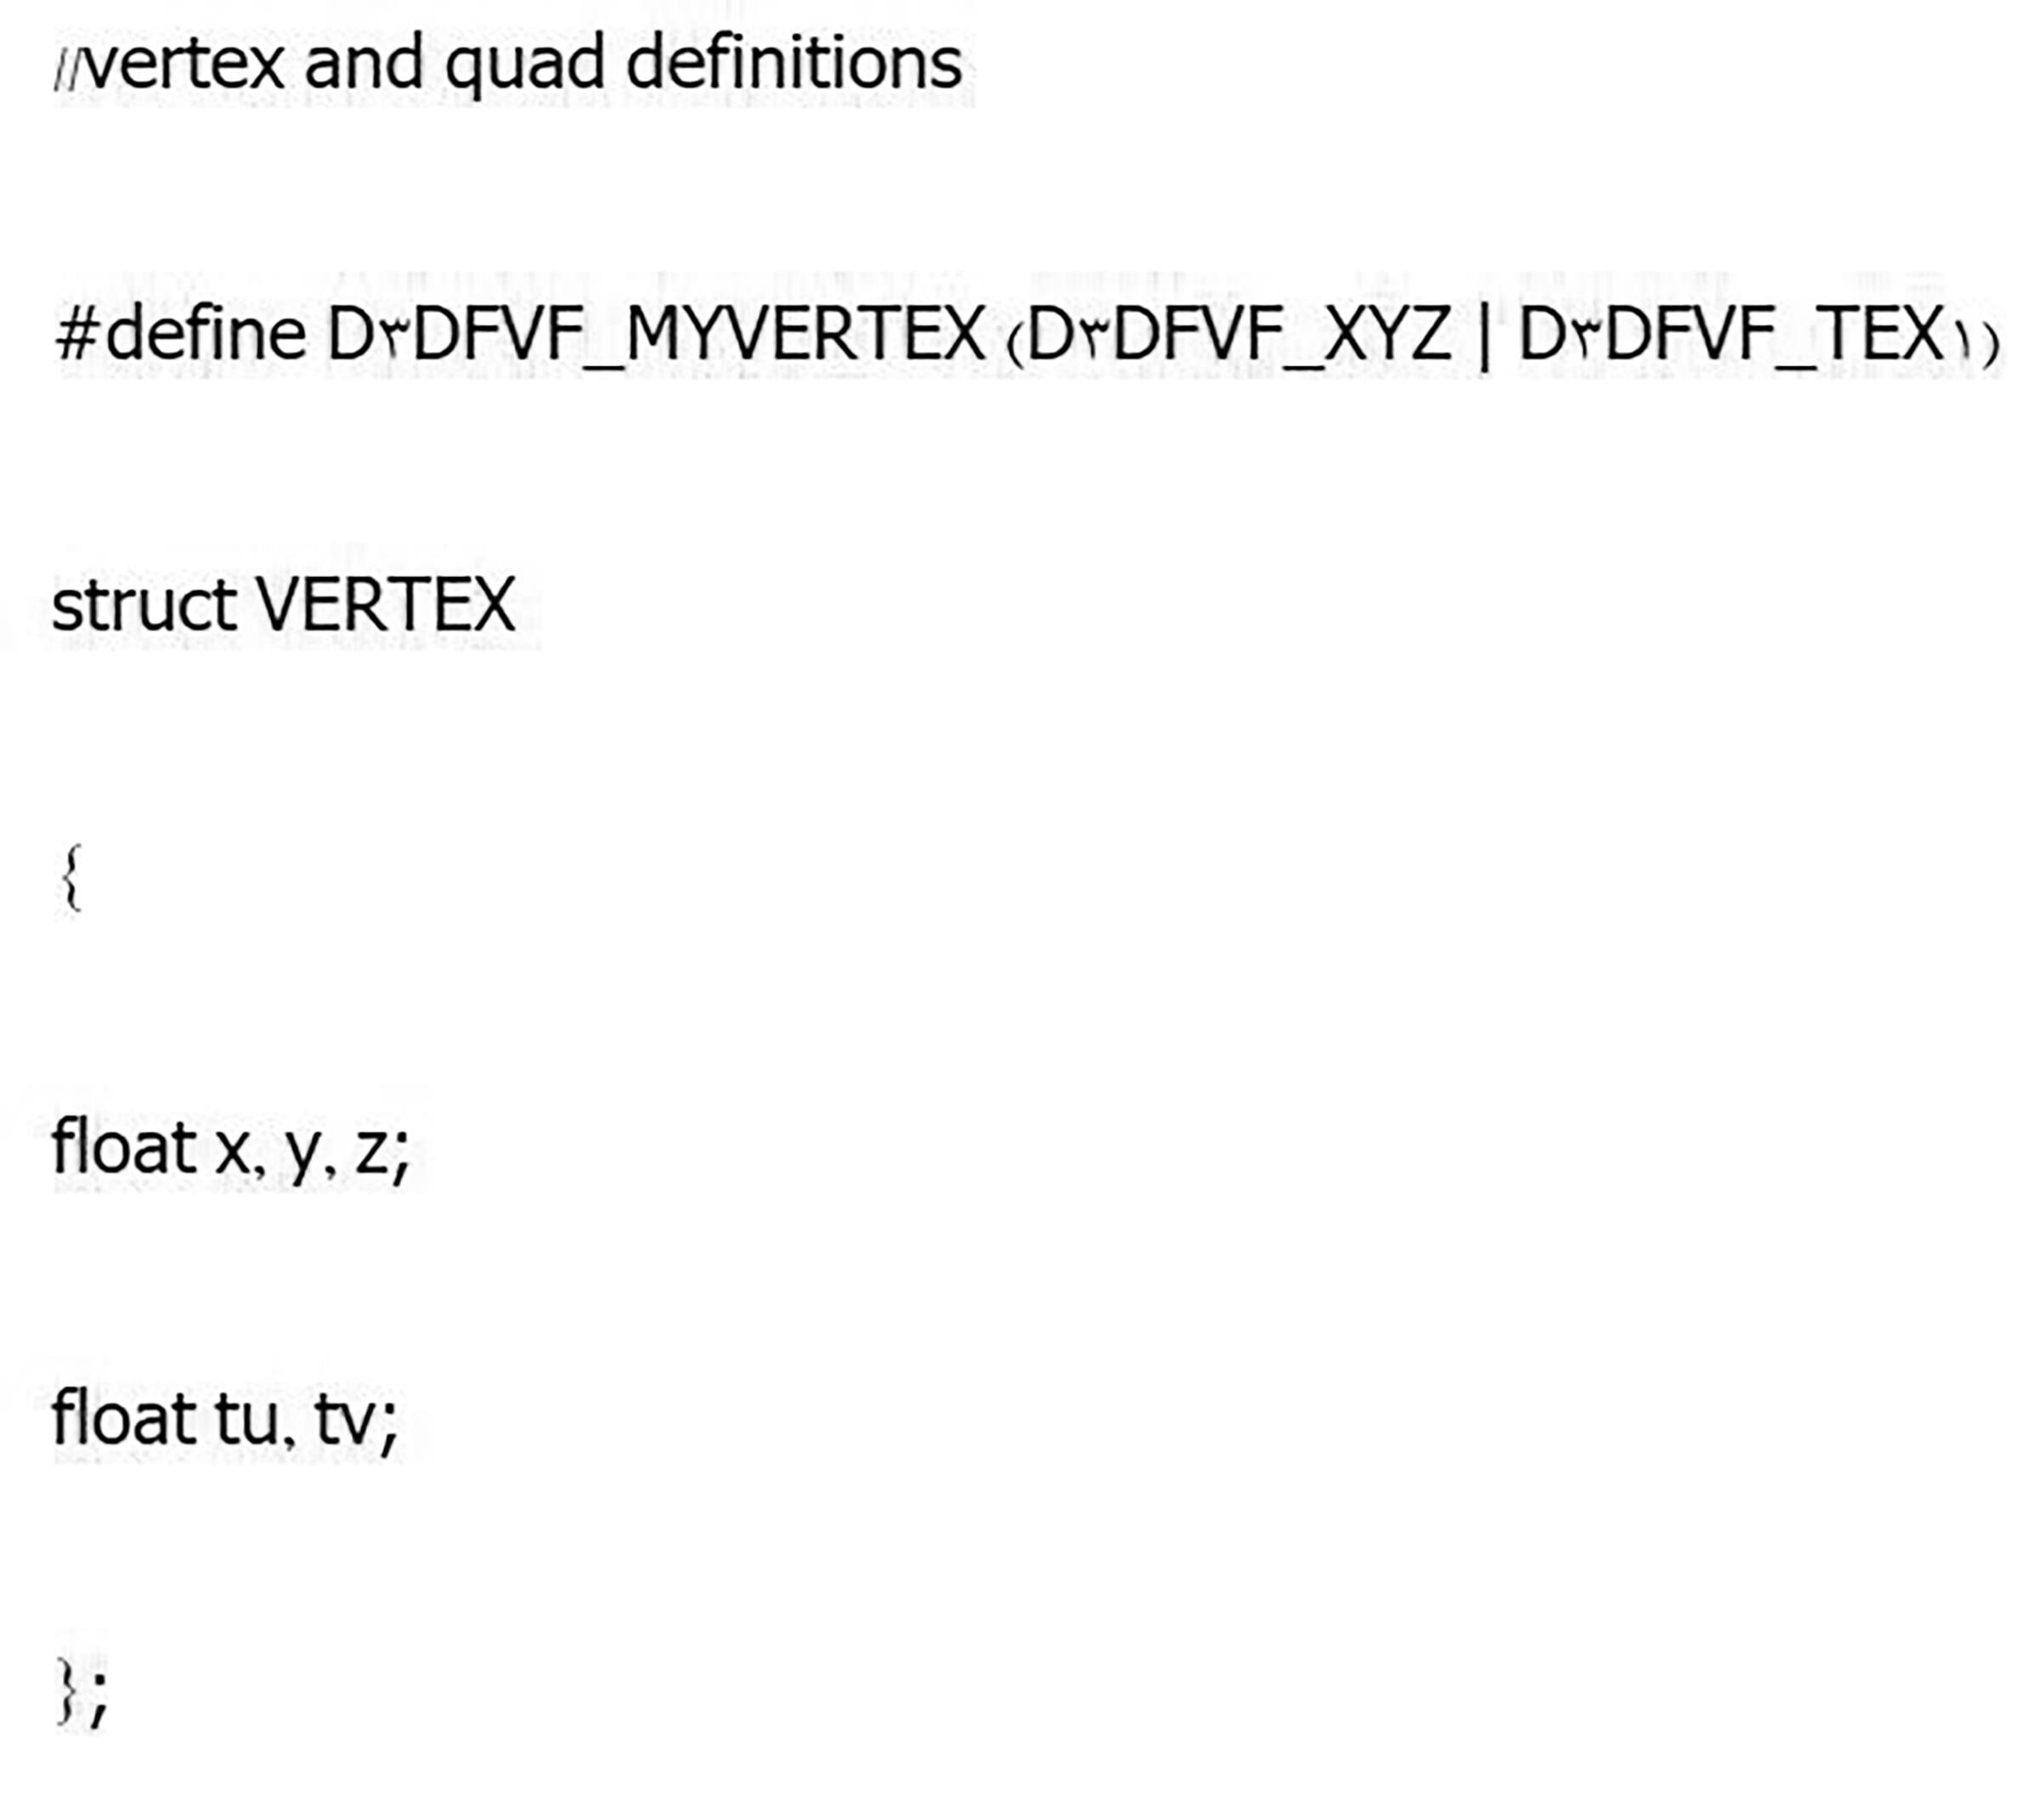 //vertex and quad definitions
#define D۳DFVF_MYVERTEX (D۳DFVF_XYZ | D۳DFVF_TEX۱)
struct VERTEX
{
float x, y, z;
float tu, tv;
};